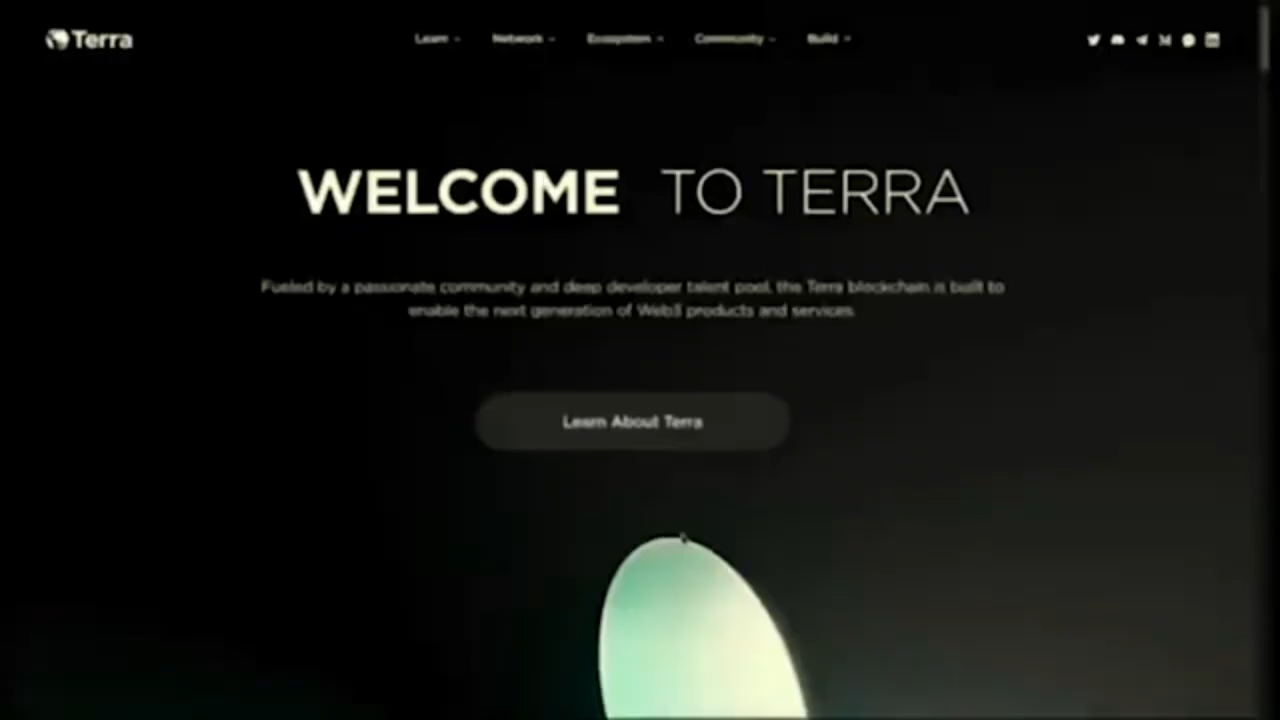 Terra
Learn Network Ecosystem Community Build
WELCOME TO TERRA
Fueled by a passionate community and deep developer talent pool, the Terra blockchain is built to
enable the next generation of Web3 products and services.
Learn About Terra